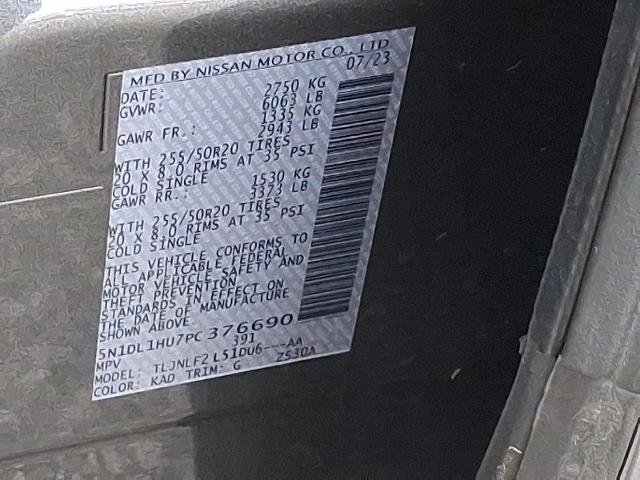 MFD BY NISSAN MOTOR CO., LTD
DATE: 07/23
GVWR: 2750 KG
6063 LB
GAWR FR.: 1335 KG
2943 LB
WITH 255/50R20 TIRES
20 X 8.0 RIMS AT 35 PSI
COLD SINGLE
GAWR RR.: 1530 KG
3373 LB
WITH 255/50R20 TIRES
20 X 8.0 RIMS AT 35 PSI
COLD SINGLE
THIS VEHICLE CONFORMS TO
ALL APPLICABLE FEDERAL
MOTOR VEHICLE SAFETY AND
THEFT PREVENTION
STANDARDS IN EFFECT ON
THE DATE OF MANUFACTURE
SHOWN ABOVE
5N1DL1HU7PC376690
MPV 391
MODEL: TLJNLF2 L51DU6---AA
COLOR: KAD TRIM: G ZS30A